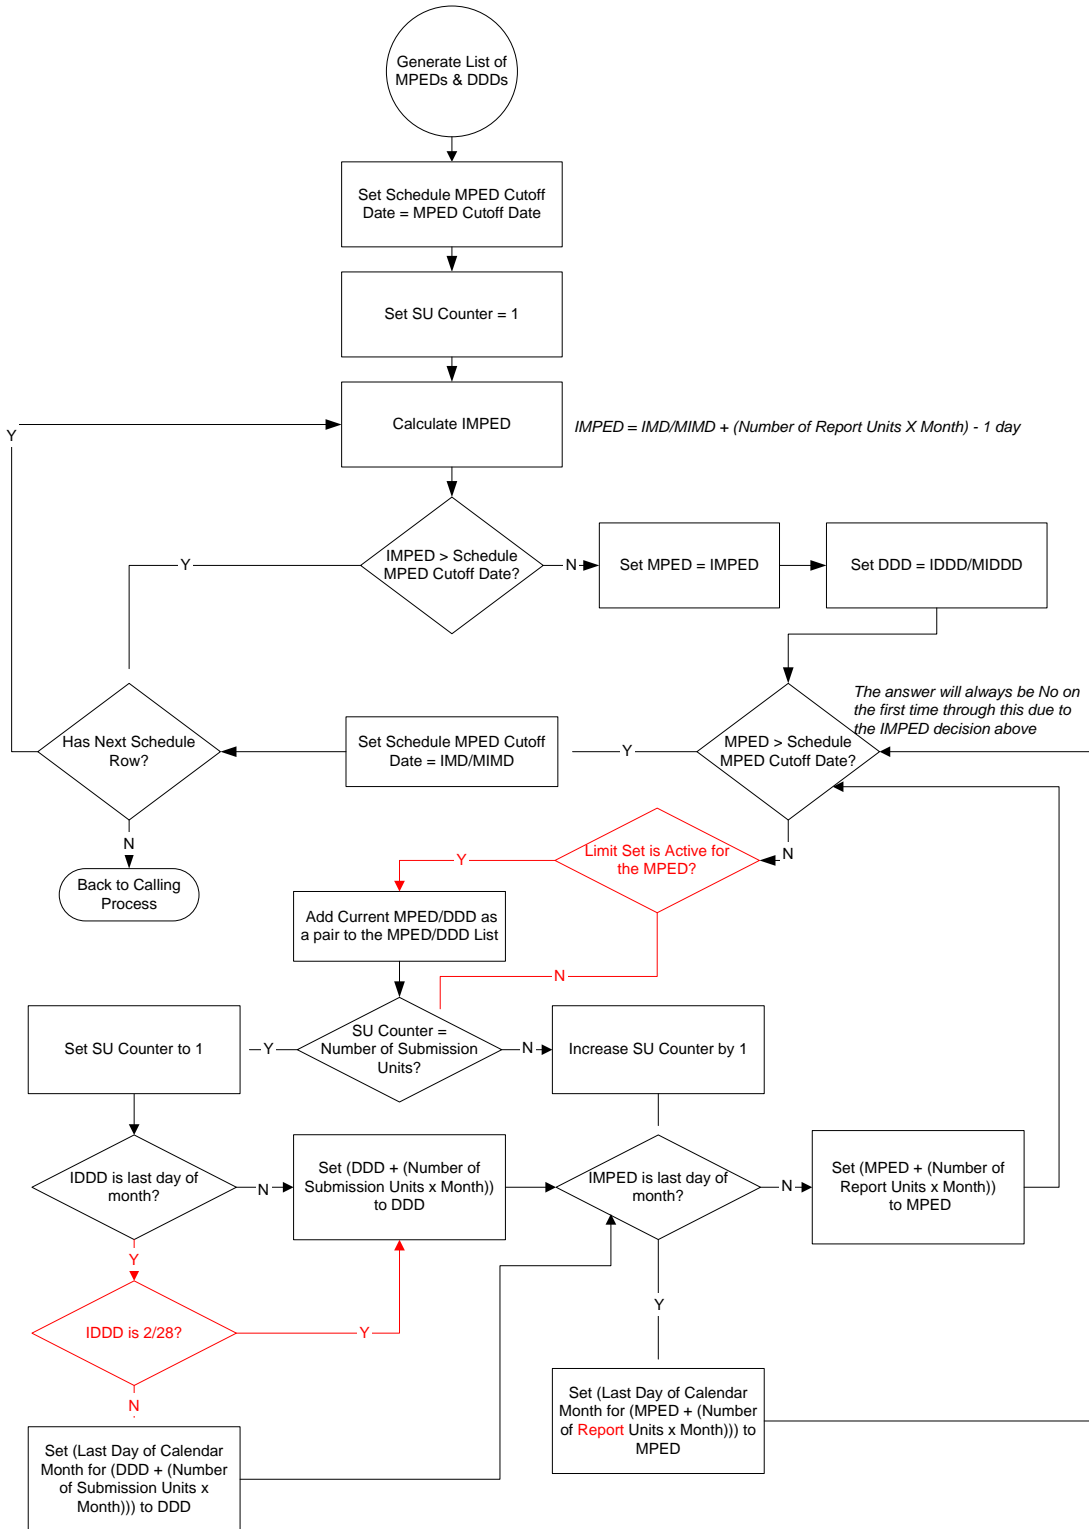 Generate List of
MPEDs & DDDs
Set Schedule MPED Cutoff
Date = MPED Cutoff Date
Set SU Counter = 1
Calculate IMPED
IMPED = IMD/MIMD + (Number of Report Units X Month) - 1 day
Y
IMPED > Schedule
MPED Cutoff Date?
Y
N
Set MPED = IMPED
Set DDD = IDDD/MIDDD
The answer will always be No on
the first time through this due to
the IMPED decision above
Has Next Schedule
Row?
Set Schedule MPED Cutoff
Date = IMD/MIMD
Y
MPED > Schedule
MPED Cutoff Date?
N
N
Back to Calling
Process
Limit Set is Active for
the MPED?
Y
Add Current MPED/DDD as
a pair to the MPED/DDD List
N
Set SU Counter to 1
Y
SU Counter =
Number of Submission
Units?
N
Increase SU Counter by 1
IDDD is last day of
month?
N
Set (DDD + (Number of
Submission Units x Month))
to DDD
IMPED is last day of
month?
N
Set (MPED + (Number of
Report Units x Month))
to MPED
Y
IDDD is 2/28?
Y
Y
N
Set (Last Day of Calendar
Month for (DDD + (Number
of Submission Units x
Month))) to DDD
Set (Last Day of Calendar
Month for (MPED + (Number
of Report Units x Month))) to
MPED